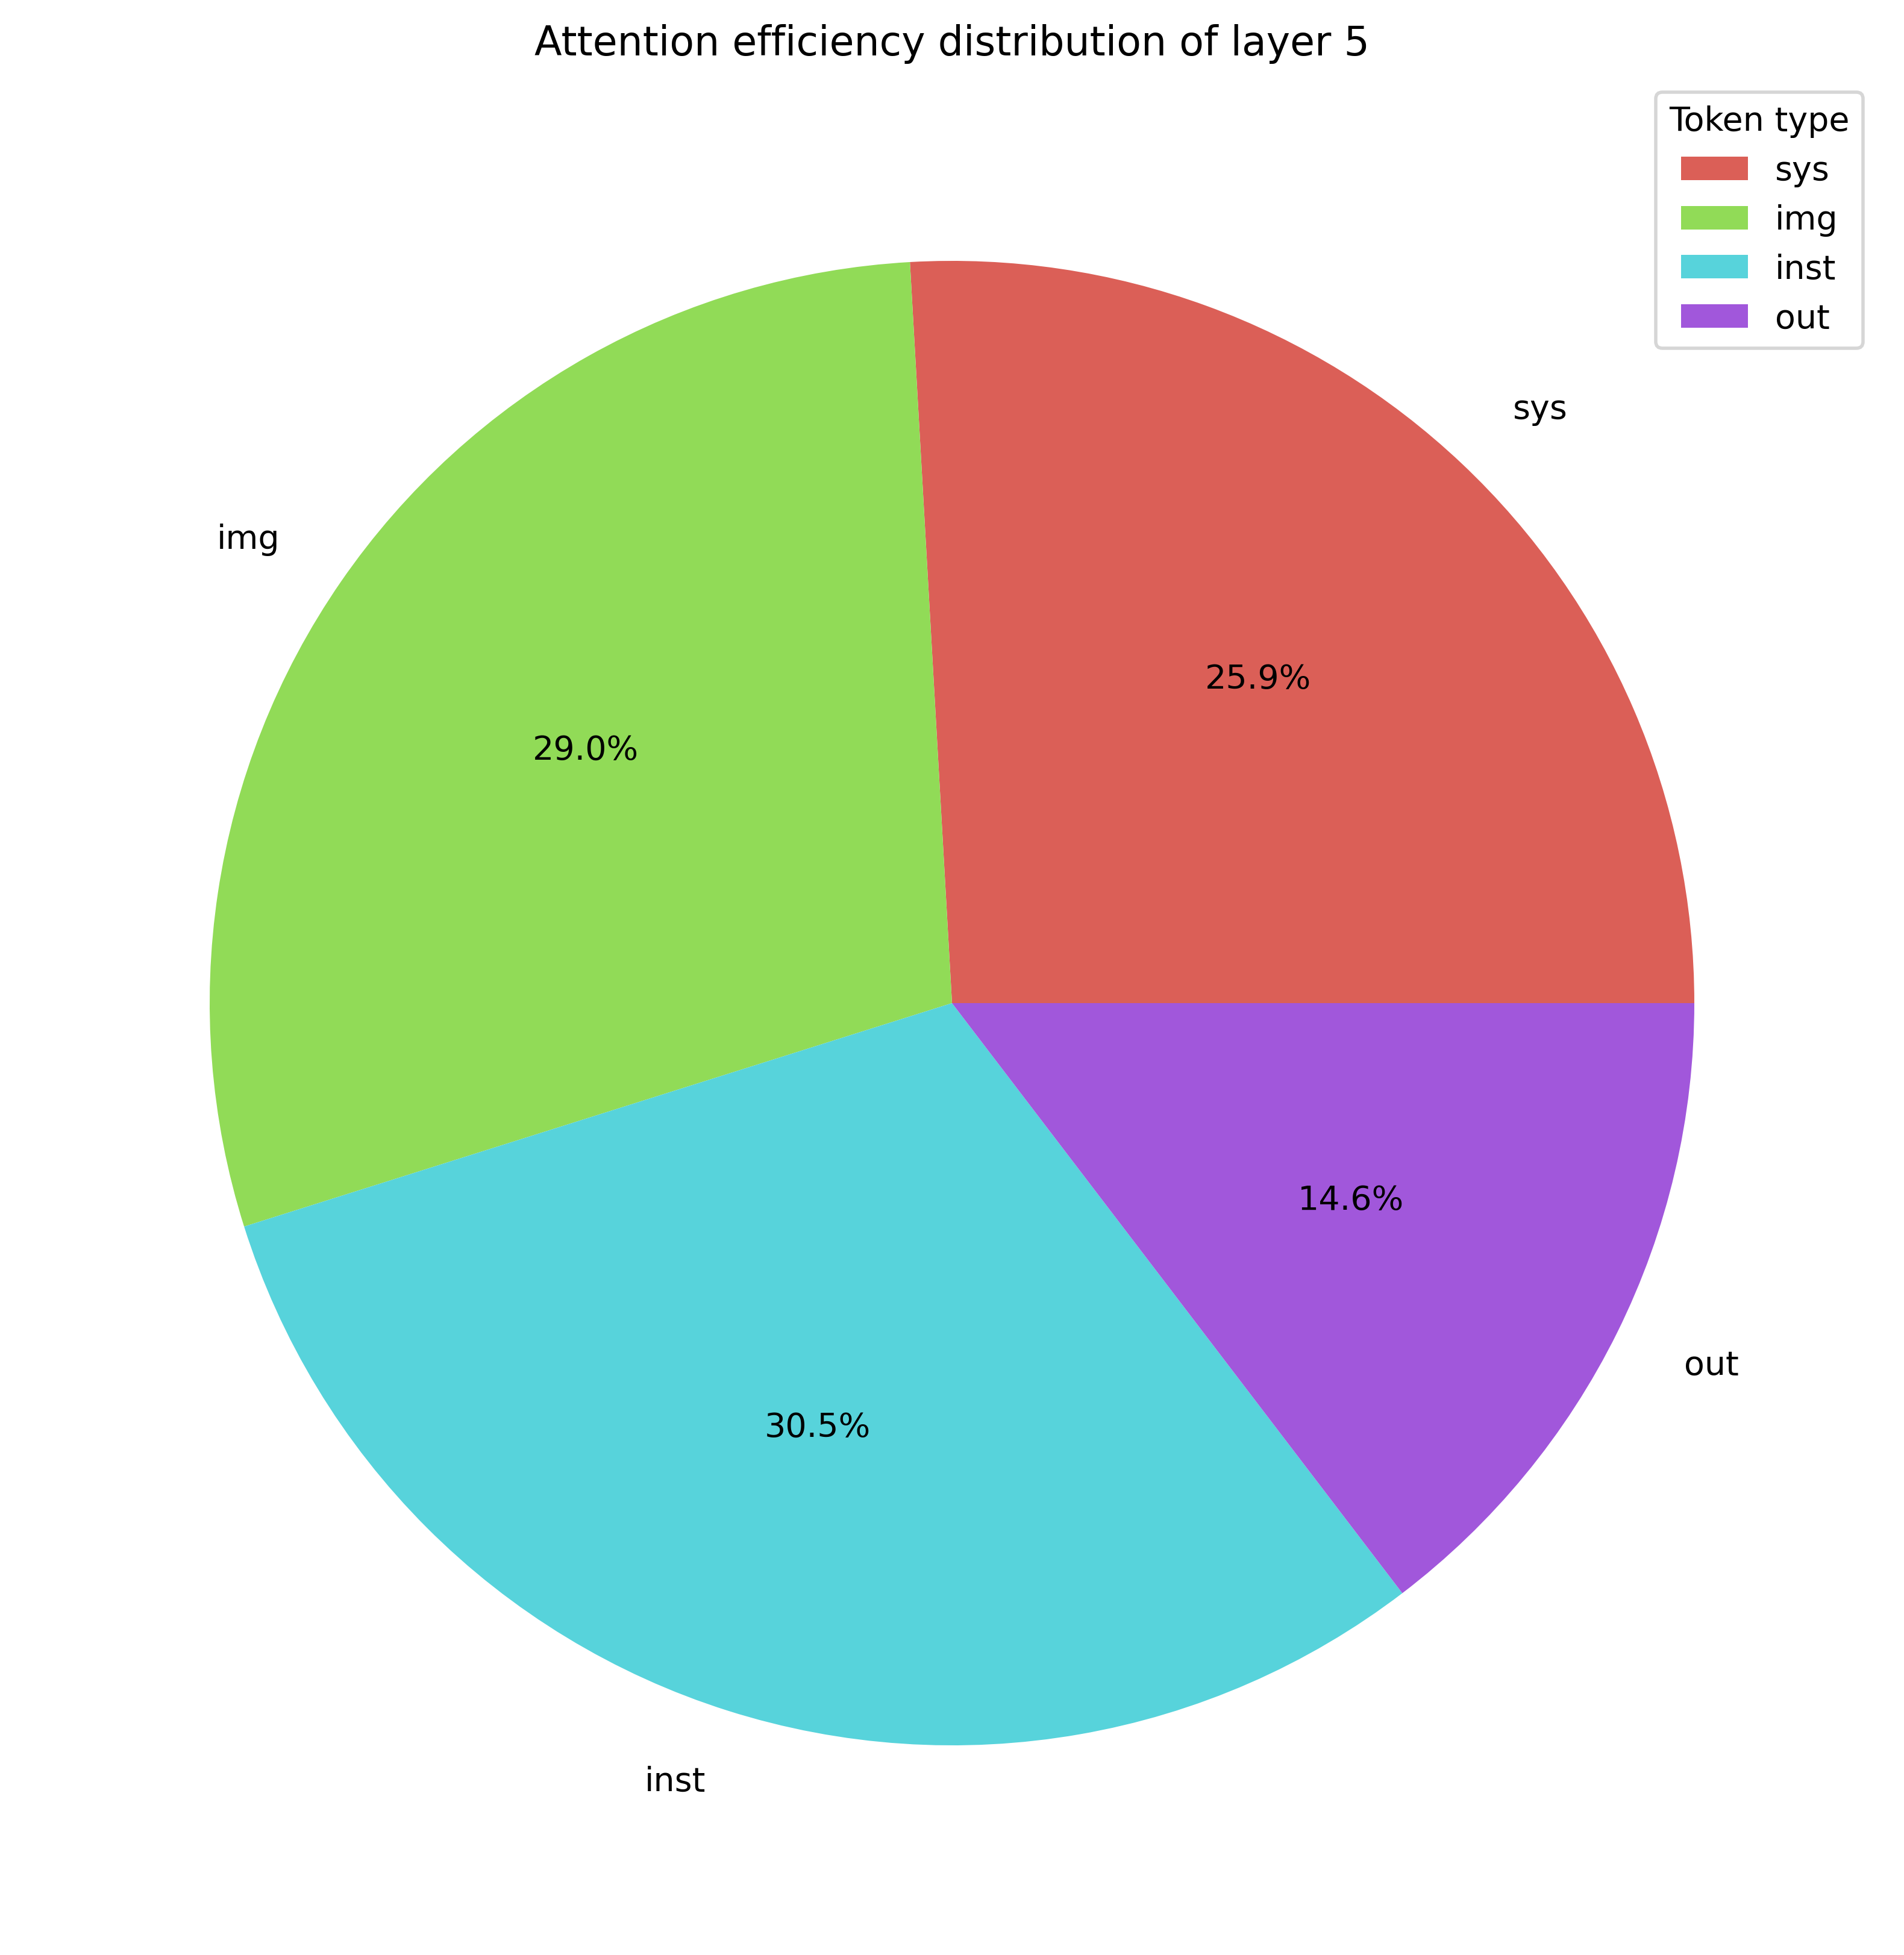 Attention efficiency distribution of layer 5
Token type
sys
img
inst
out
sys
img
25.9%
29.0%
14.6%
out
30.5%
inst